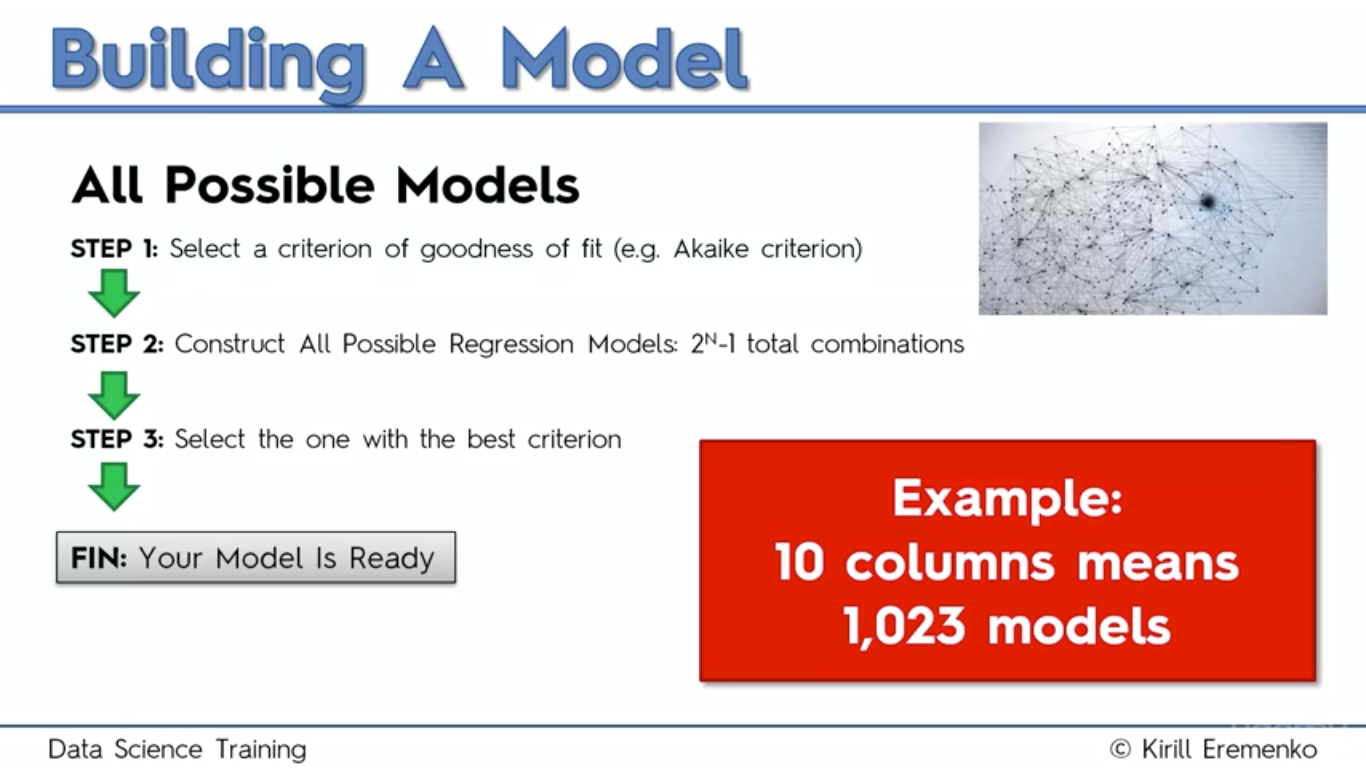 Building A Model
All Possible Models
STEP 1: Select a criterion of goodness of fit (e.g. Akaike criterion)
STEP 2: Construct All Possible Regression Models: 2ᴺ-1 total combinations
STEP 3: Select the one with the best criterion
FIN: Your Model Is Ready
Example:
10 columns means
1,023 models
Data Science Training
© Kirill Eremenko